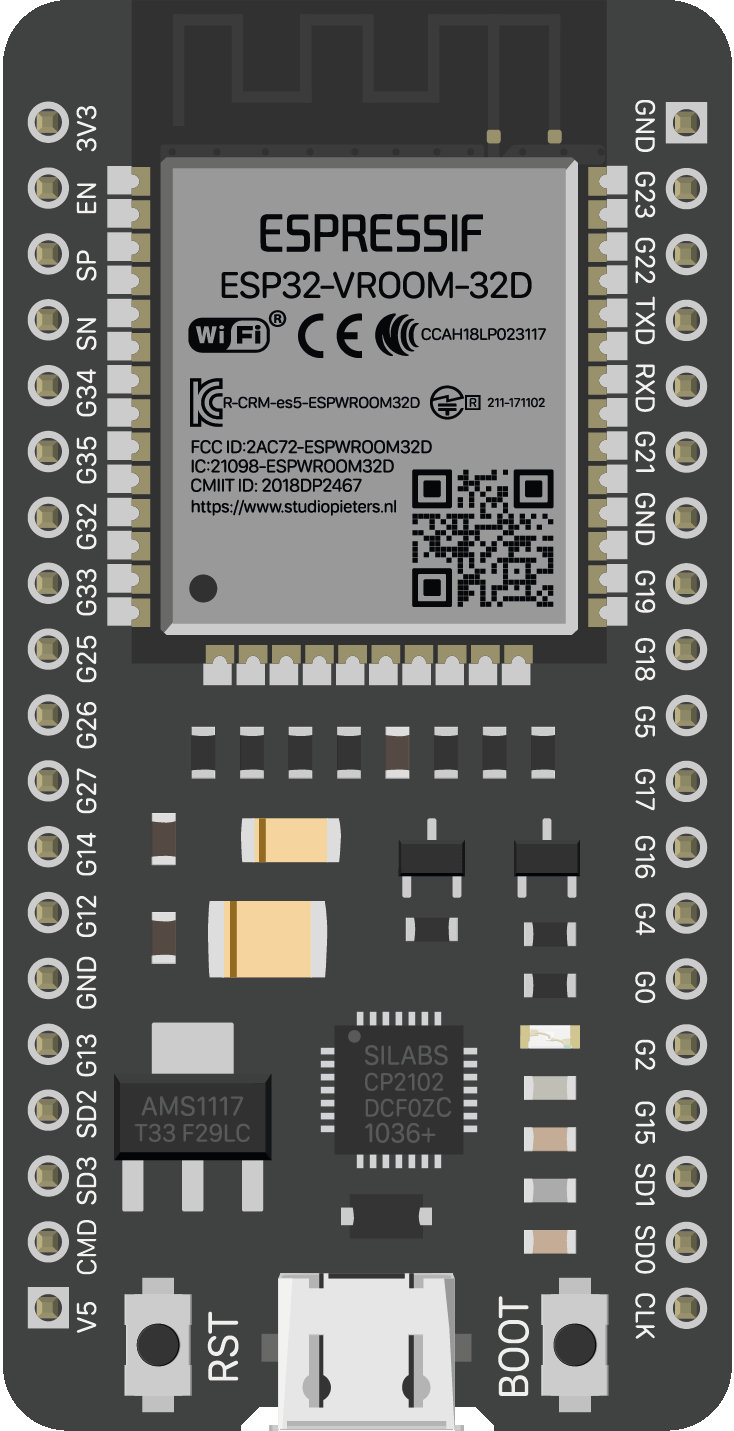 3V3
EN
SP
SN
G34
G35
G32
G33
G25
G26
G27
G14
G12
GND
G13
SD2
SD3
CMD
V5
ESPRESSIF
ESP32-VROOM-32D
Wi Fi ® CE CCAH18LP023117
R-CRM-es5-ESPWROOM32D R 211-171102
FCC ID:2AC72-ESPWROOM32D
IC:21098-ESPWROOM32D
CMIIT ID: 2018DP2467
https://www.studiopieters.nl
SILABS
CP2102
DCF0ZC
1036+
AMS1117
T33 F29LC
RST
BOOT
GND
G23
G22
TXD
RXD
G21
GND
G19
G18
G5
G17
G16
G4
G0
G2
G15
SD1
SD0
CLK